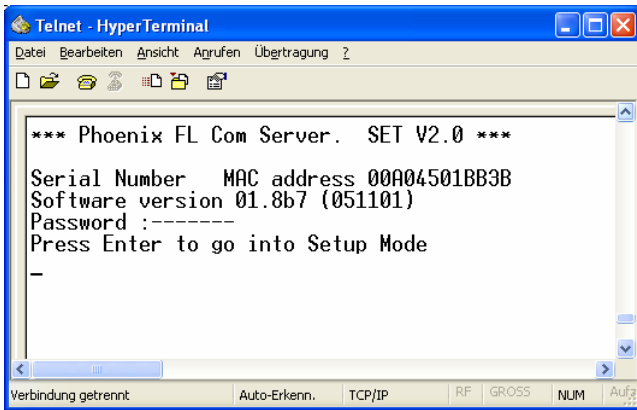 Telnet - HyperTerminal
Datei Bearbeiten Ansicht Anrufen Übertragung ?
*** Phoenix FL Com Server. SET V2.0 ***
Serial Number MAC address 00A04501BB3B
Software version 01.8b7 (051101)
Password :-------
Press Enter to go into Setup Mode
_
Verbindung getrennt Auto-Erkenn. TCP/IP RF GROSS NUM Aufz